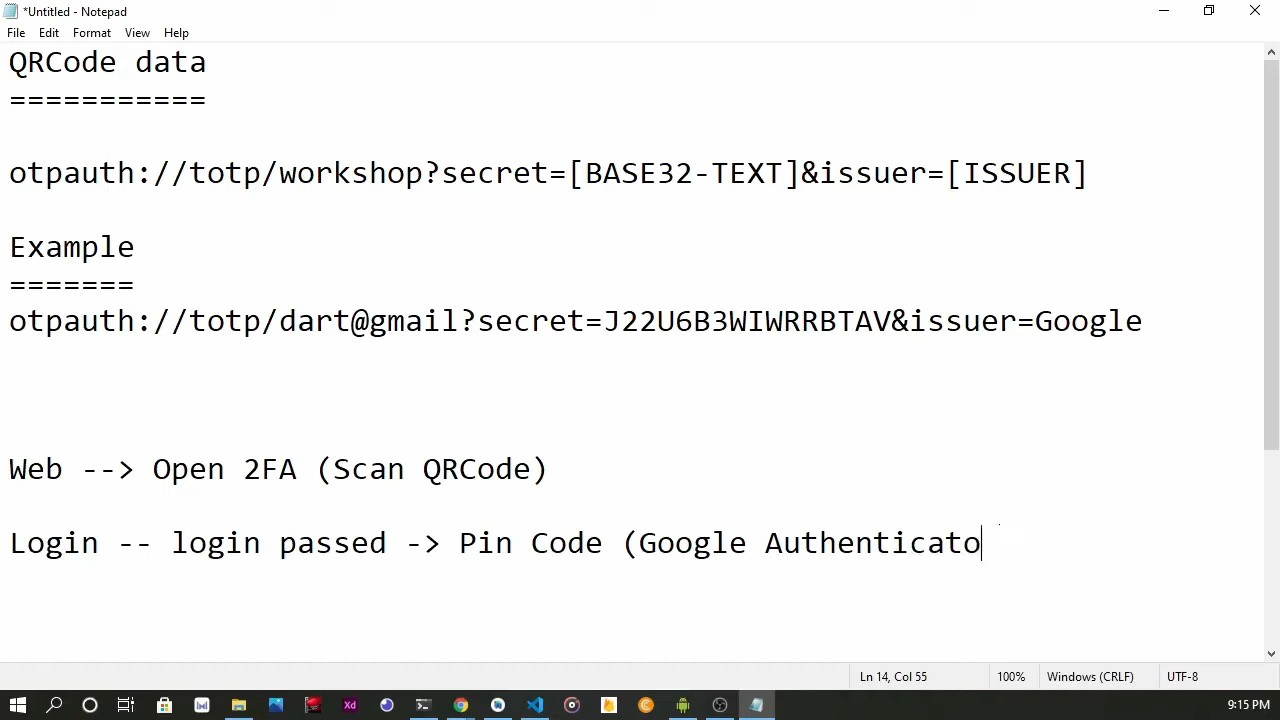 *Untitled - Notepad
File Edit Format View Help
QRCode data
===========
otpauth://totp/workshop?secret=[BASE32-TEXT]&issuer=[ISSUER]
Example
=======
otpauth://totp/dart@gmail?secret=J22U6B3WIWRRBTAV&issuer=Google
Web --> Open 2FA (Scan QRCode)
Login -- login passed -> Pin Code (Google Authenticato
Ln 14, Col 55 100% Windows (CRLF) UTF-8
Xd 9:15 PM